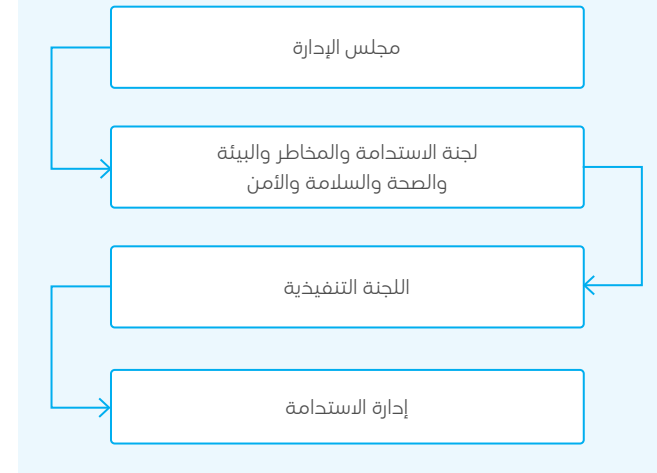 مجلس الإدارة
لجنة الاستدامة والمخاطر والبيئة
والصحة والسلامة والأمن
اللجنة التنفيذية
إدارة الاستدامة